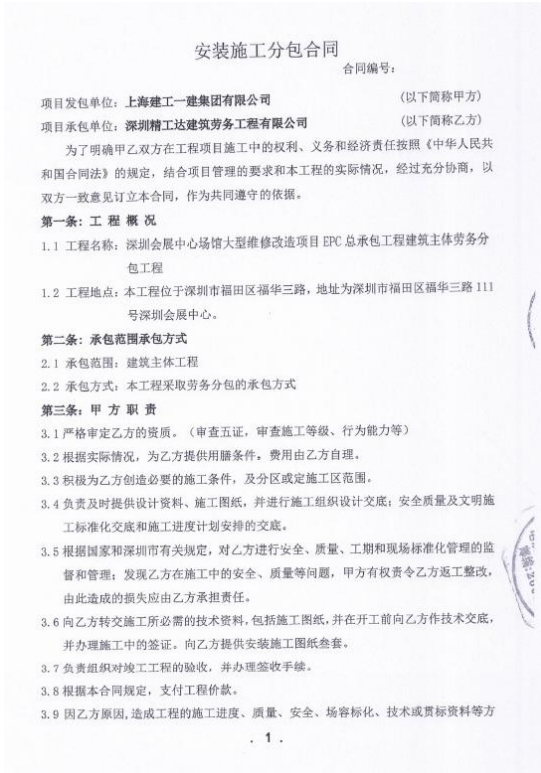 安装施工分包合同
合同编号：
项目发包单位：上海建工一建集团有限公司 (以下简称甲方)
项目承包单位：深圳精工达建筑劳务工程有限公司 (以下简称乙方)
为了明确甲乙双方在工程项目施工中的权利、义务和经济责任按照《中华人民共
和国合同法》的规定，结合项目管理的要求和本工程的实际情况，经过充分协商，以
双方一致意见订立本合同，作为共同遵守的依据。
第一条：工 程 概 况
1.1 工程名称：深圳会展中心场馆大型维修改造项目 EPC 总承包工程建筑主体劳务分
包工程
1.2 工程地点：本工程位于深圳市福田区福华三路，地址为深圳市福田区福华三路 111
号深圳会展中心。
第二条：承包范围承包方式
2.1 承包范围：建筑主体工程
2.2 承包方式：本工程采取劳务分包的承包方式
第三条：甲 方 职 责
3.1 严格审定乙方的资质。（审查五证，审查施工等级、行为能力等）
3.2 根据实际情况，为乙方提供用膳条件。费用由乙方自理。
3.3 积极为乙方创造必要的施工条件，及分区或定施工区范围。
3.4 负责及时提供设计资料、施工图纸，并进行施工组织设计交底；安全质量及文明施
工标准化交底和施工进度计划安排的交底。
3.5 根据国家和深圳市有关规定，对乙方进行安全、质量、工期和现场标准化管理的监
督和管理；发现乙方在施工中的安全、质量等问题，甲方有权责令乙方返工整改，
由此造成的损失应由乙方承担责任。
3.6 向乙方转交施工所必需的技术资料，包括施工图纸，并在开工前向乙方作技术交底，
并办理施工中的签证。向乙方提供安装施工图纸叁套。
3.7 负责组织对竣工工程的验收，并办理签收手续。
3.8 根据本合同规定，支付工程价款。
3.9 因乙方原因,造成工程的施工进度、质量、安全、场容标化、技术或贯标资料等方
. 1 .